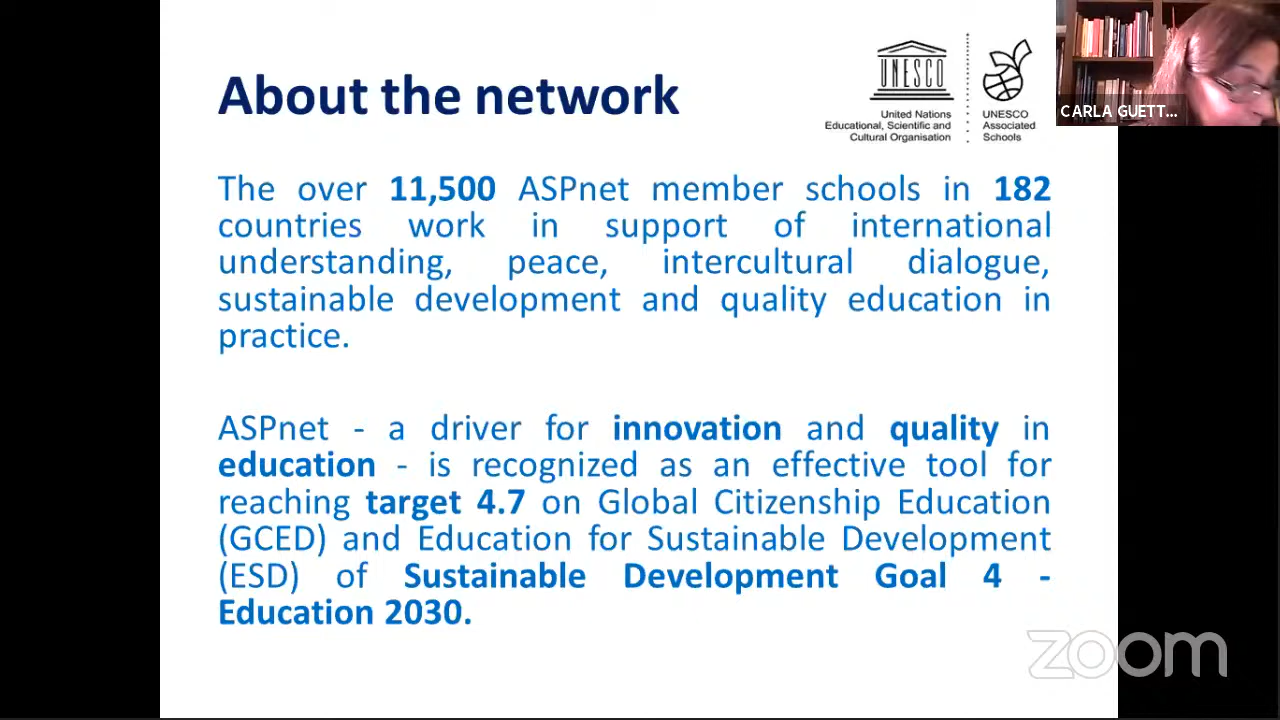 About the network
UNESCO
United Nations
Educational, Scientific and
Cultural Organisation
UNESCO
Associated
Schools
CARLA GUETT...
The over 11,500 ASPnet member schools in 182
countries work in support of international
understanding, peace, intercultural dialogue,
sustainable development and quality education in
practice.
ASPnet - a driver for innovation and quality in
education - is recognized as an effective tool for
reaching target 4.7 on Global Citizenship Education
(GCED) and Education for Sustainable Development
(ESD) of Sustainable Development Goal 4 -
Education 2030.
zoom